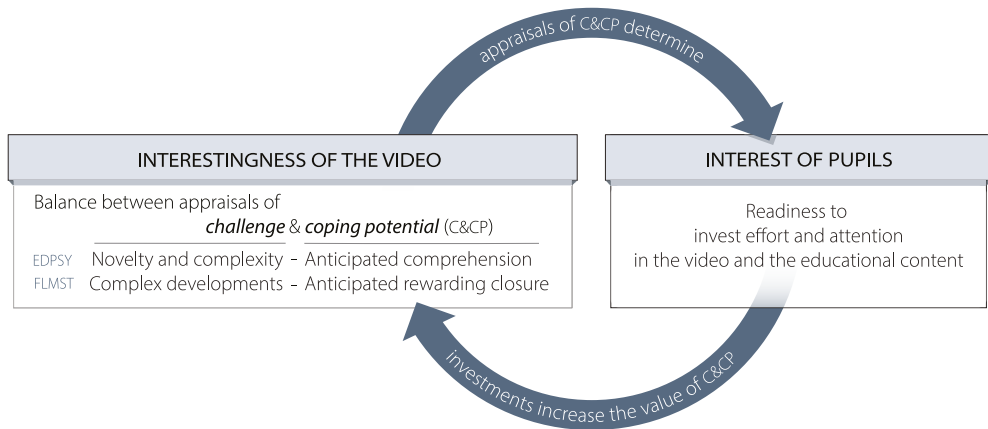 appraisals of C&CP determine
INTERESTINGNESS OF THE VIDEO
Balance between appraisals of
challenge & coping potential (C&CP)
EDPSY Novelty and complexity - Anticipated comprehension
FLMST Complex developments - Anticipated rewarding closure
INTEREST OF PUPILS
Readiness to
invest effort and attention
in the video and the educational content
investments increase the value of C&CP